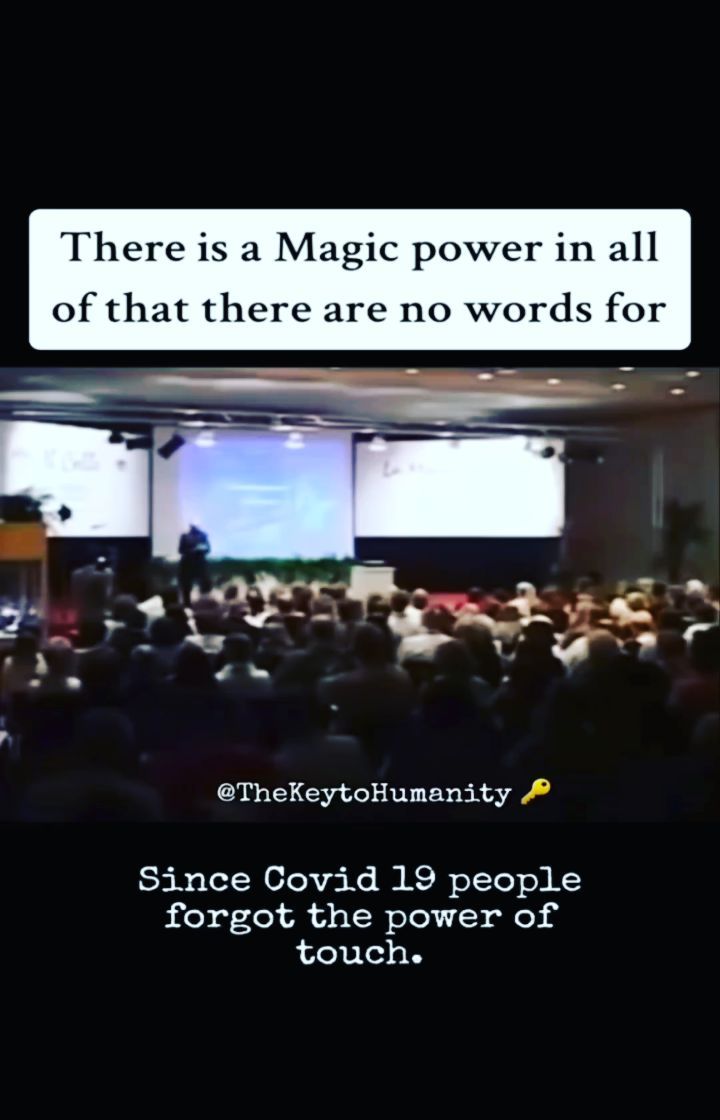 There is a Magic power in all
of that there are no words for
@TheKeytoHumanity 🔑
Since Covid 19 people
forgot the power of
touch.